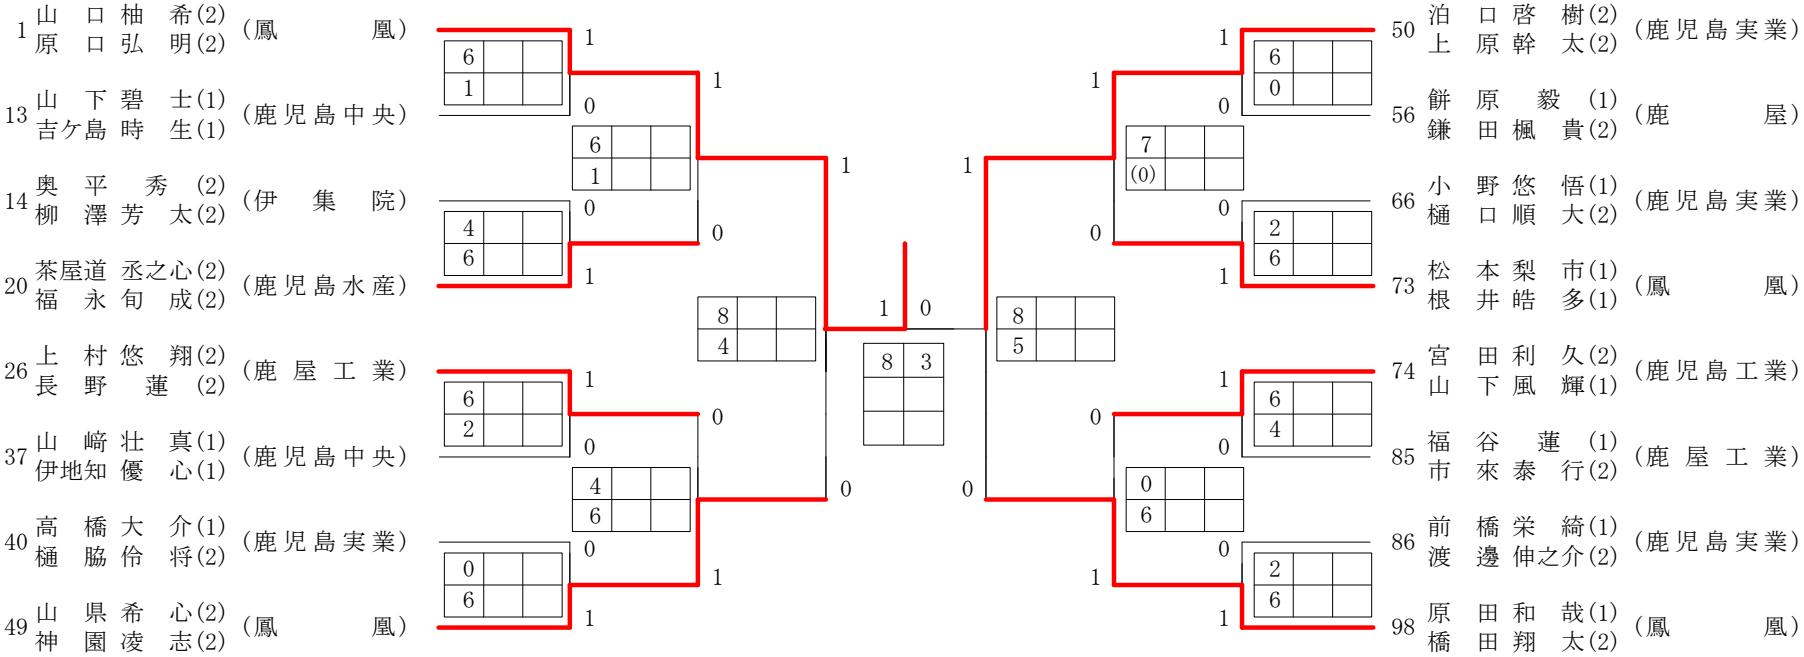 1 山口 柚希(2) (鳳凰)
原口 弘明(2)
13 山下 碧士(1) (鹿児島中央)
吉ケ島 時生(1)
14 奥平 秀(2) (伊集院)
柳澤 芳太(2)
20 茶屋道 丞之心(2) (鹿児島水産)
福永 旬成(2)
26 上村 悠翔(2) (鹿屋工業)
長野 蓮(2)
37 山﨑 壮真(1) (鹿児島中央)
伊地知 優心(1)
40 高橋 大介(1) (鹿児島実業)
樋脇 伶将(2)
49 山県 希心(2) (鳳凰)
神園 凌志(2)
6 1
1 0
4 6
0 1
6 2
1 0
0 6
0 1
6 1
1 0
4 6
0 1
8 4
1 0
1 0
8 3
8 5
1 0
7 (0)
1 0
0 6
0 1
6 0
1 0
2 6
0 1
6 4
1 0
2 6
0 1
50 泊口 啓樹(2) (鹿児島実業)
上原 幹太(2)
56 餅原 毅(1) (鹿屋)
鎌田 楓貴(2)
66 小野 悠悟(1) (鹿児島実業)
樋口 順大(2)
73 松本 梨市(1) (鳳凰)
根井 皓多(1)
74 宮田 利久(2) (鹿児島工業)
山下 風輝(1)
85 福谷 蓮(1) (鹿屋工業)
市來 泰行(2)
86 前橋 栄綺(1) (鹿児島実業)
渡邊 伸之介(2)
98 原田 和哉(1) (鳳凰)
橋田 翔太(2)